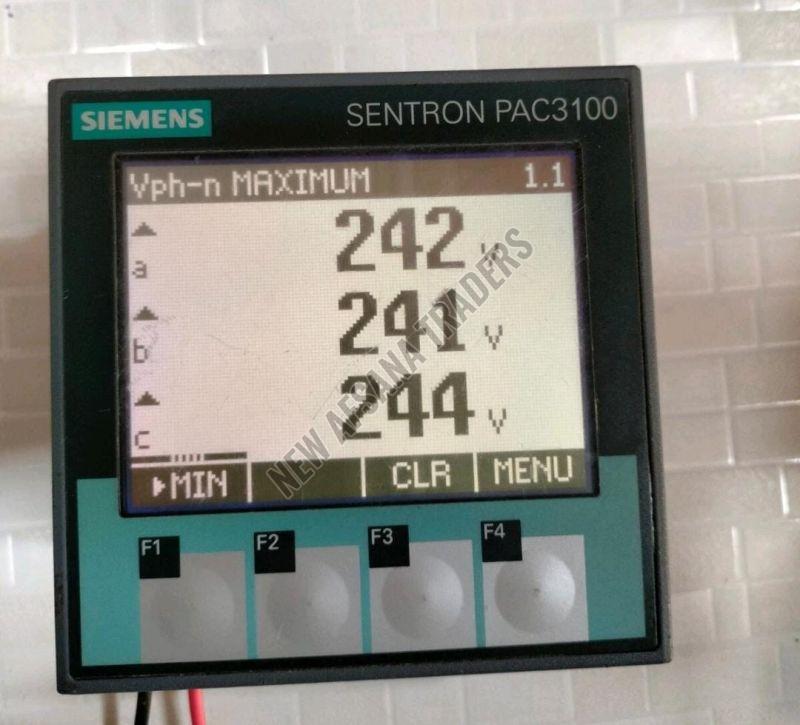 SIEMENS
SENTRON PAC3100
Vph-n MAXIMUM 1.1
a 242 V
b 241 V
c 244 V
▸MIN CLR MENU
F1 F2 F3 F4
NEW AFSANA TRADERS